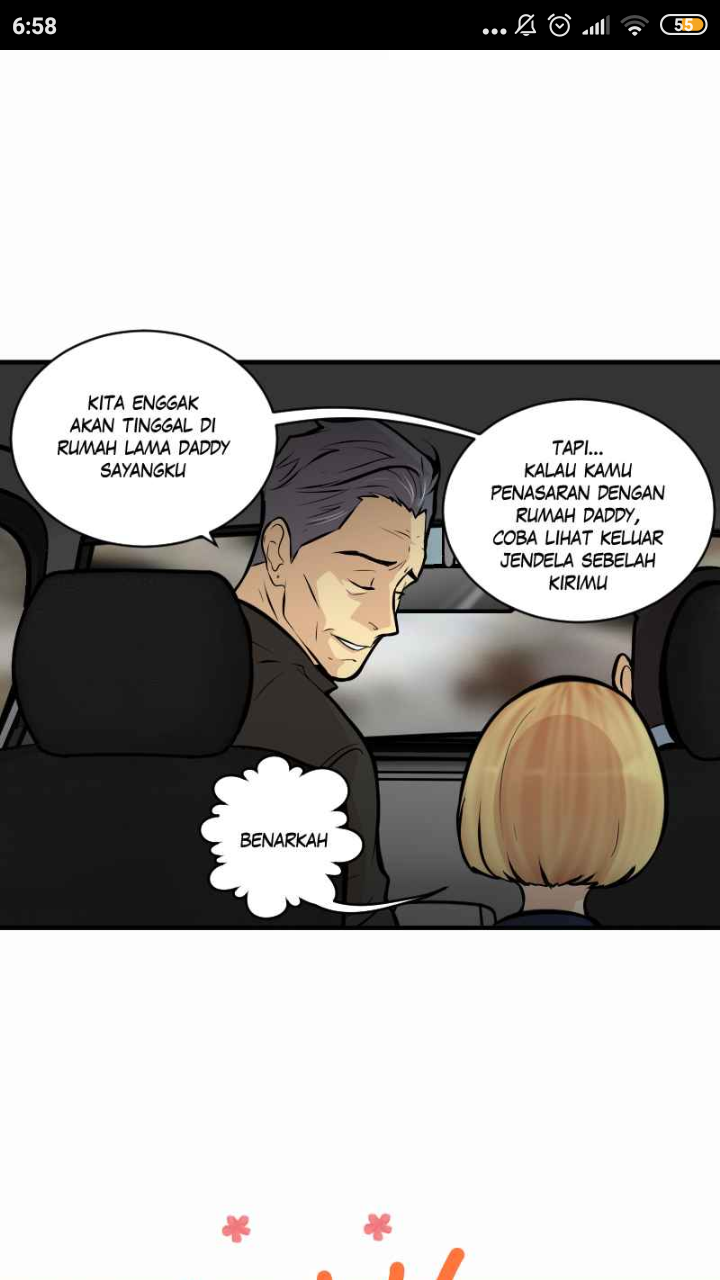 6:58
55
KITA ENGGAK
AKAN TINGGAL DI
RUMAH LAMA DADDY
SAYANGKU
TAPI...
KALAU KAMU
PENASARAN DENGAN
RUMAH DADDY,
COBA LIHAT KELUAR
JENDELA SEBELAH
KIRIMU
BENARKAH